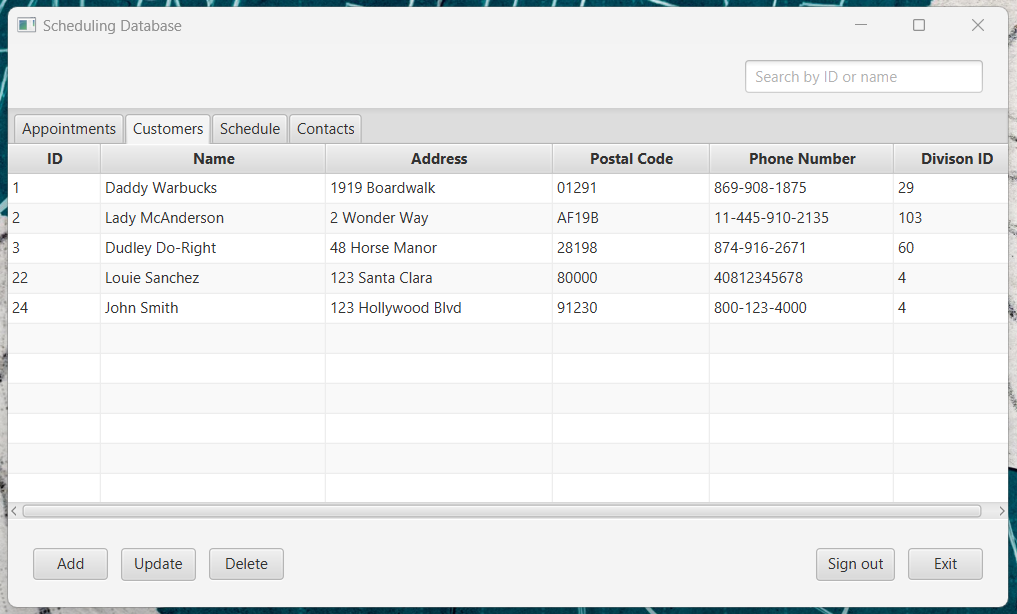 Scheduling Database
Search by ID or name
Appointments Customers Schedule Contacts
ID Name Address Postal Code Phone Number Divison ID
1 Daddy Warbucks 1919 Boardwalk 01291 869-908-1875 29
2 Lady McAnderson 2 Wonder Way AF19B 11-445-910-2135 103
3 Dudley Do-Right 48 Horse Manor 28198 874-916-2671 60
22 Louie Sanchez 123 Santa Clara 80000 40812345678 4
24 John Smith 123 Hollywood Blvd 91230 800-123-4000 4
Add Update Delete Sign out Exit